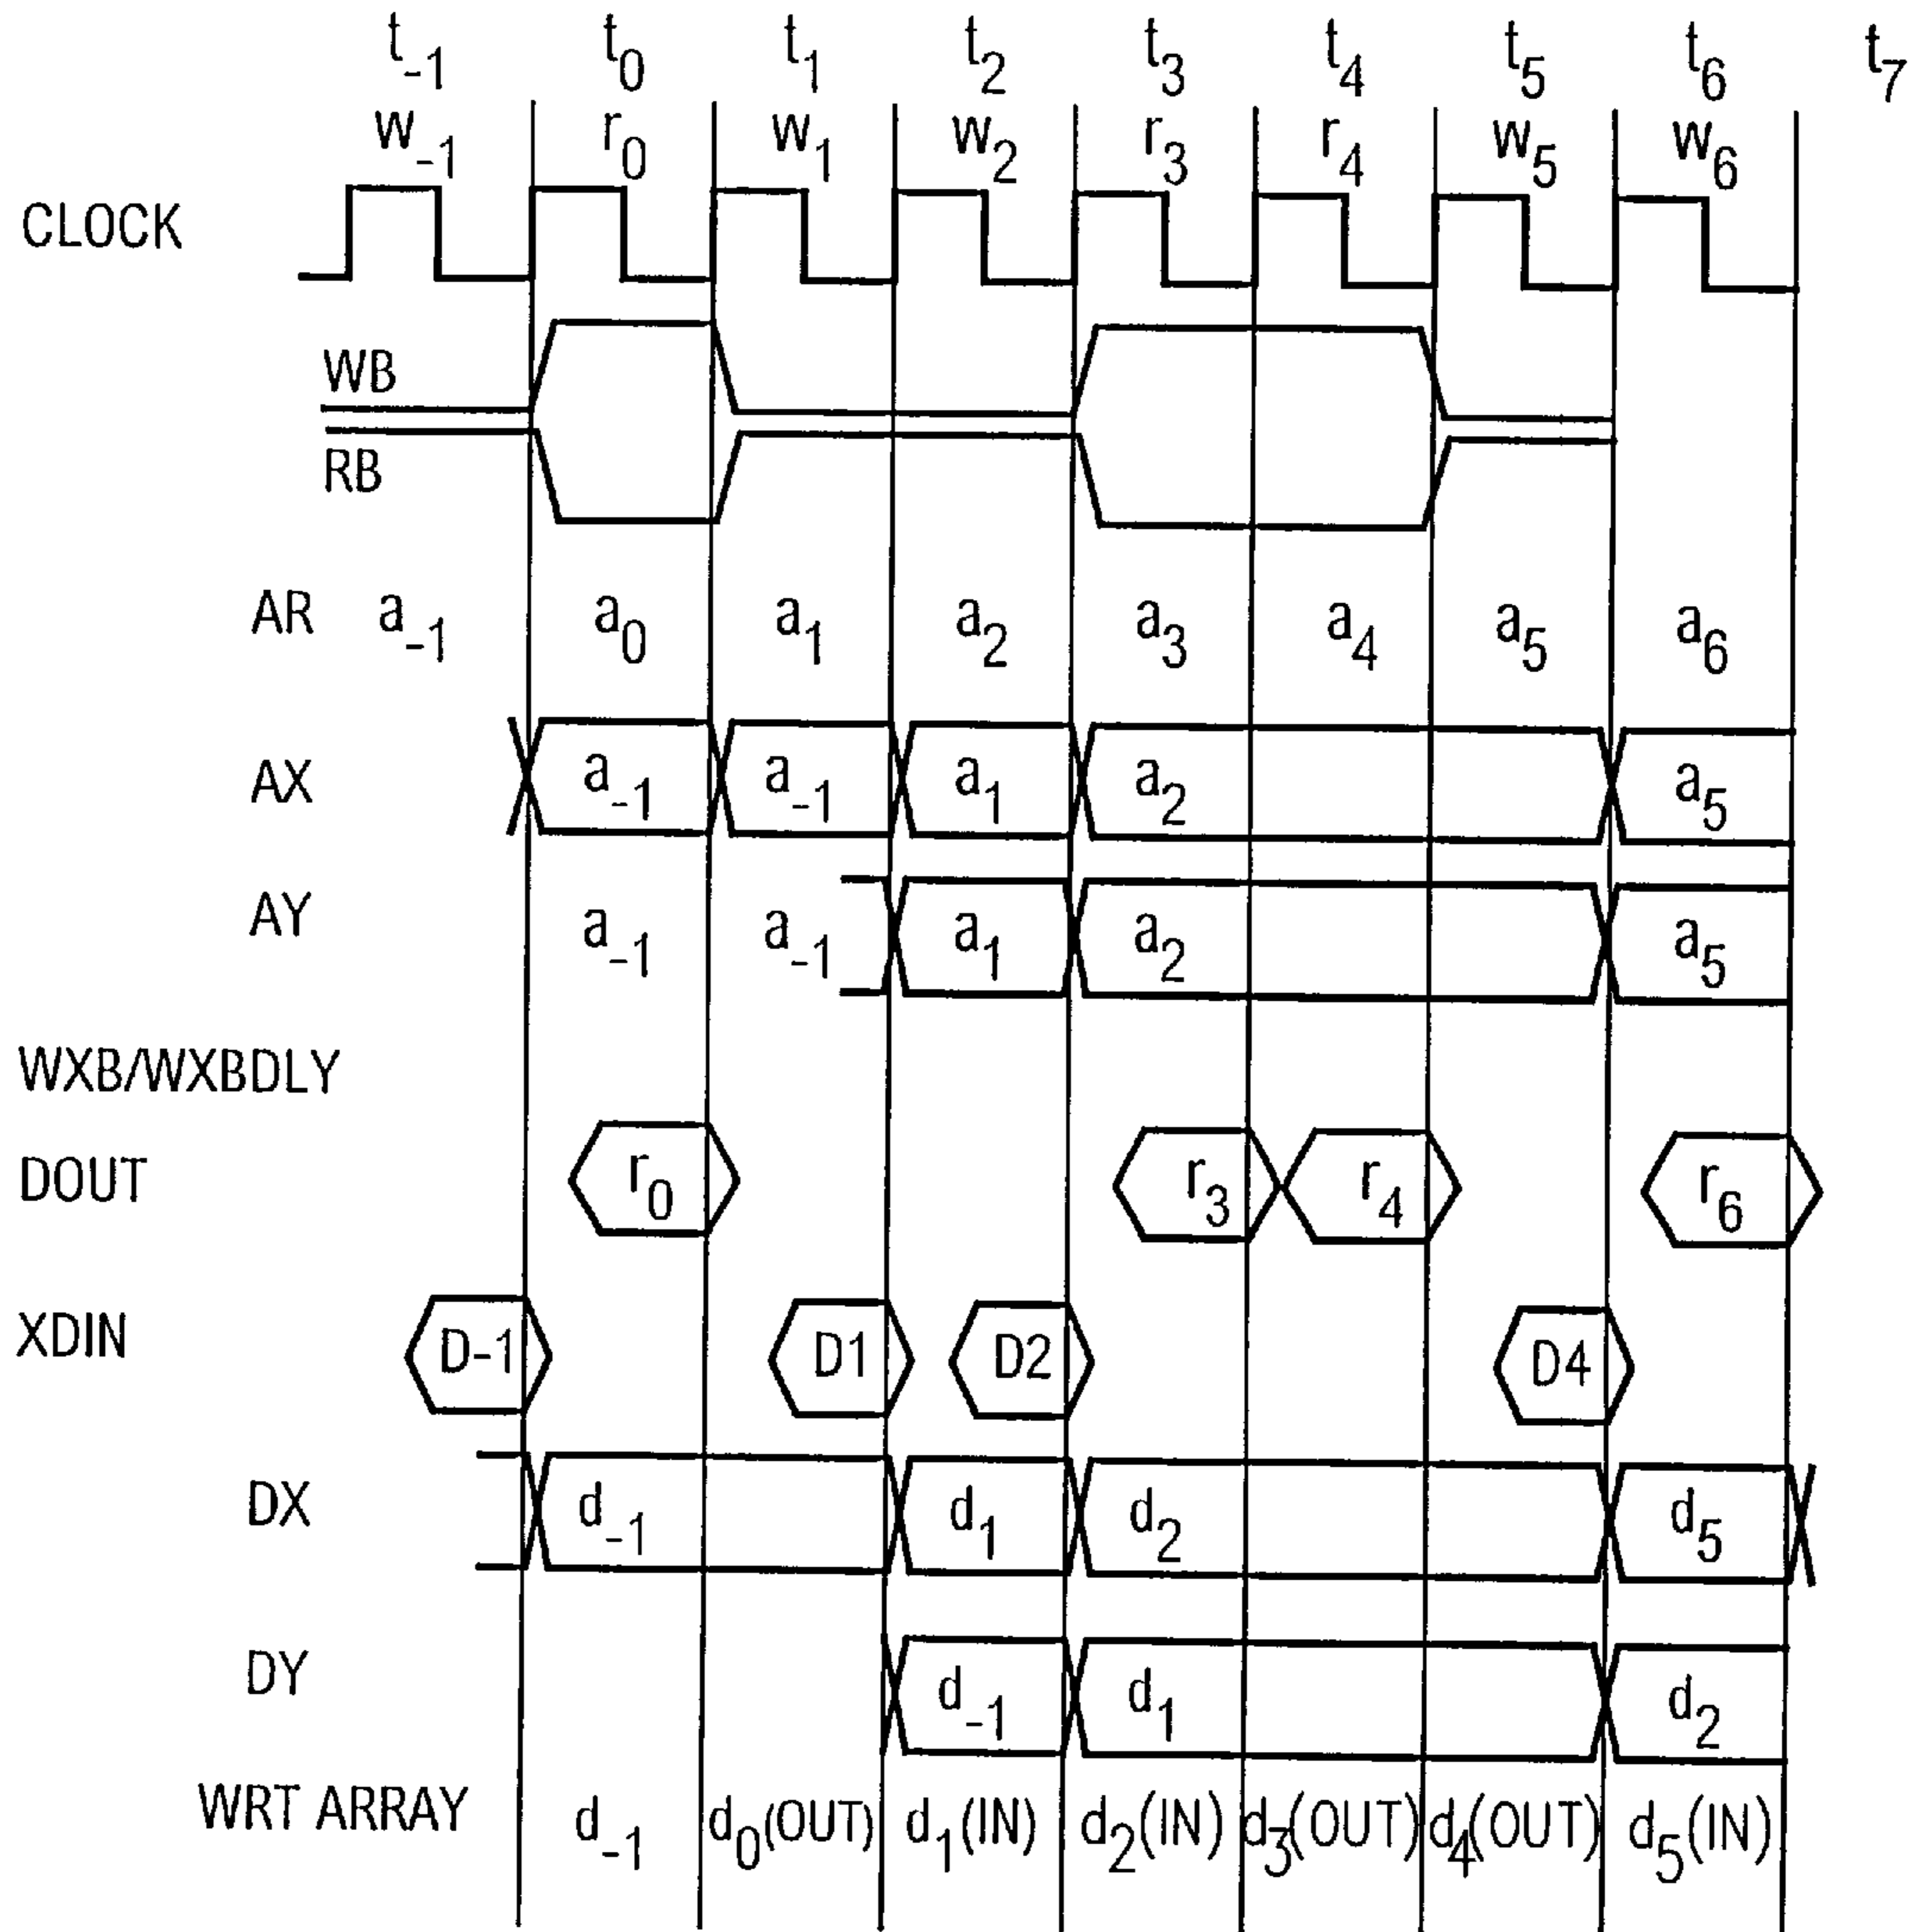 t-1 t0 t1 t2 t3 t4 t5 t6 t7
w-1 r0 w1 w2 r3 r4 w5 w6
CLOCK
WB
RB
AR a-1 a0 a1 a2 a3 a4 a5 a6
AX a-1 a-1 a1 a2 a5
AY a-1 a-1 a1 a2 a5
WXB/WXBDLY
DOUT r0 r3 r4 r6
XDIN D-1 D1 D2 D4
DX d-1 d1 d2 d5
DY d-1 d1 d2
WRT ARRAY d-1 d0(OUT) d1(IN) d2(IN) d3(OUT) d4(OUT) d5(IN)